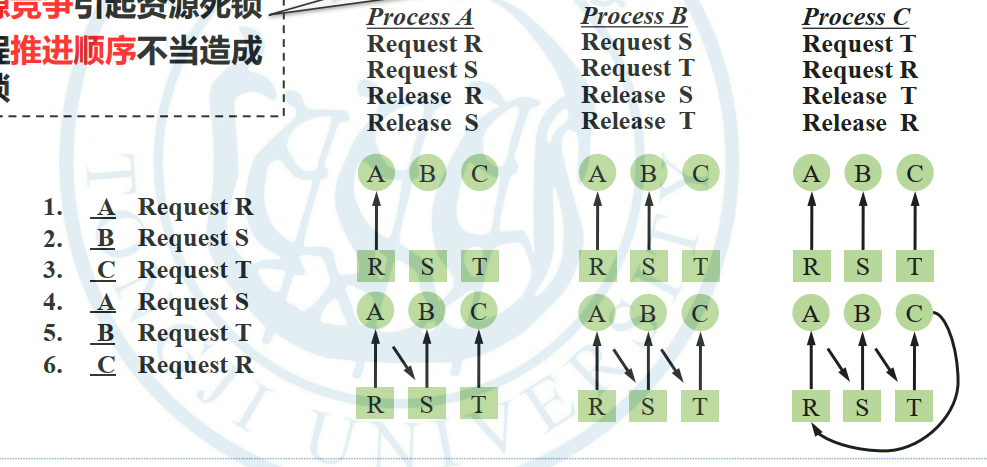 源竞争引起资源死锁
程推进顺序不当造成
锁
Process A
Request R
Request S
Release R
Release S
Process B
Request S
Request T
Release S
Release T
Process C
Request T
Request R
Release T
Release R
1. A Request R
2. B Request S
3. C Request T
4. A Request S
5. B Request T
6. C Request R
A B C
R S T
A B C
R S T
A B C
R S T
A B C
R S T
A B C
R S T
A B C
R S T
TONGJI UNIVERSITY